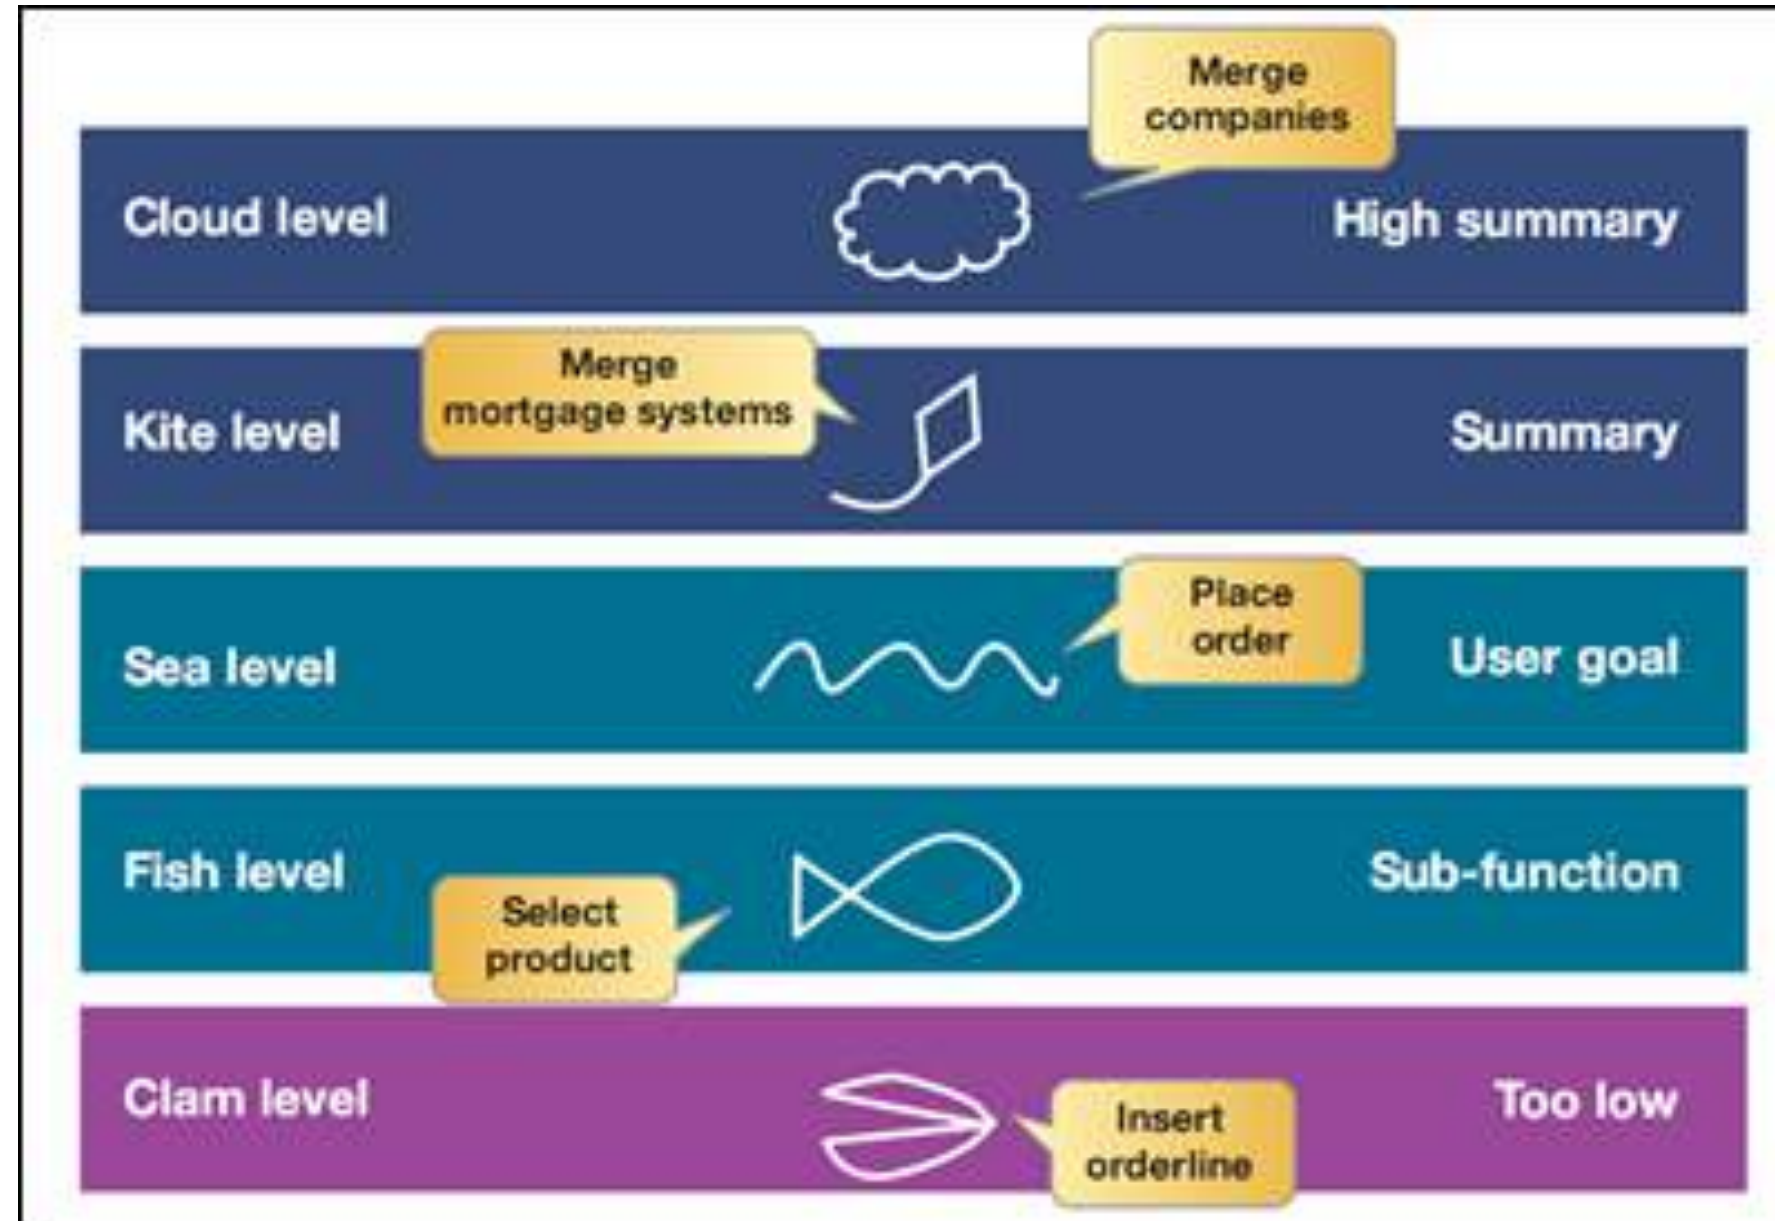 Merge
companies
Cloud level
High summary
Merge
mortgage systems
Kite level
Summary
Place
order
Sea level
User goal
Fish level
Sub-function
Select
product
Clam level
Too low
Insert
orderline